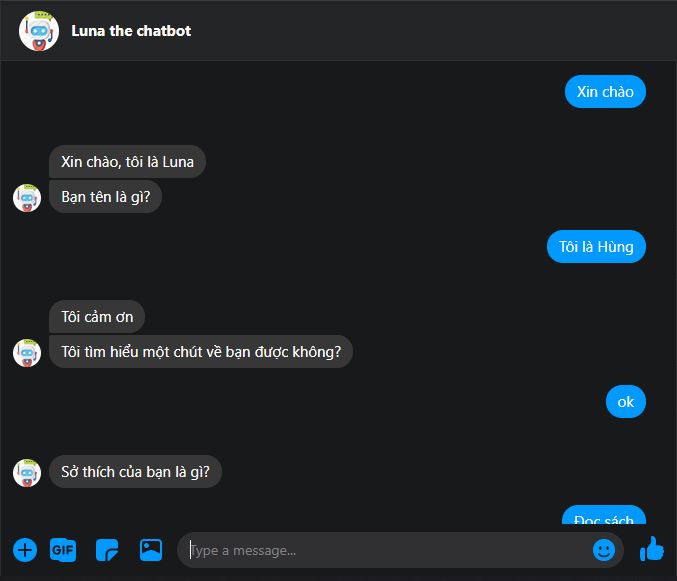 Luna the chatbot
Xin chào
Xin chào, tôi là Luna
Bạn tên là gì?
Tôi là Hùng
Tôi cảm ơn
Tôi tìm hiểu một chút về bạn được không?
ok
Sở thích của bạn là gì?
Đọc sách
GIF
Type a message...